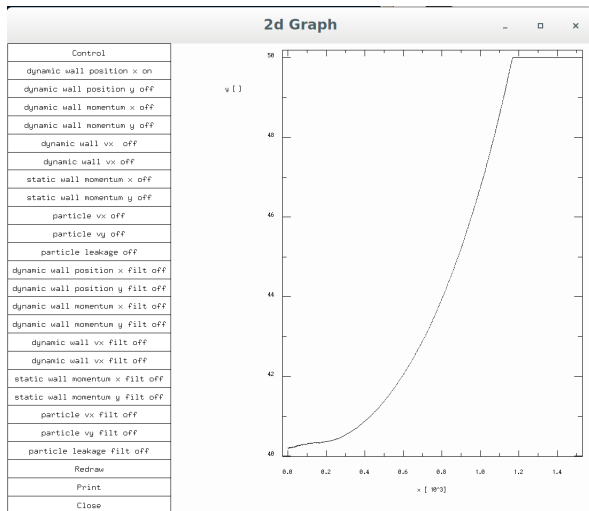 2d Graph
Control
dynamic wall position x on
dynamic wall position y off
dynamic wall momentum x off
dynamic wall momentum y off
dynamic wall vx  off
dynamic wall vx off
static wall momentum x off
static wall momentum y off
particle vx off
particle vy off
particle leakage off
dynamic wall position x filt off
dynamic wall position y filt off
dynamic wall momentum x filt off
dynamic wall momentum y filt off
dynamic wall vx filt off
dynamic wall vx filt off
static wall momentum x filt off
static wall momentum y filt off
particle vx filt off
particle vy filt off
particle leakage filt off
Redraw
Print
Close
y [ ]
50
48
46
44
42
40
0.0 0.2 0.4 0.6 0.8 1.0 1.2 1.4
x [ 10^3]